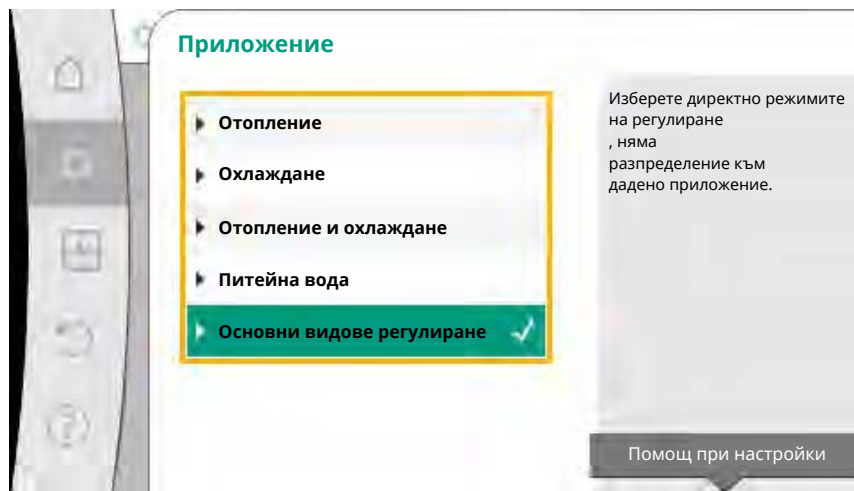 Приложение
Отопление
Охлаждане
Отопление и охлаждане
Питейна вода
Основни видове регулиране
Изберете директно режимите
на регулиране
, няма
разпределение към
дадено приложение.
Помощ при настройки